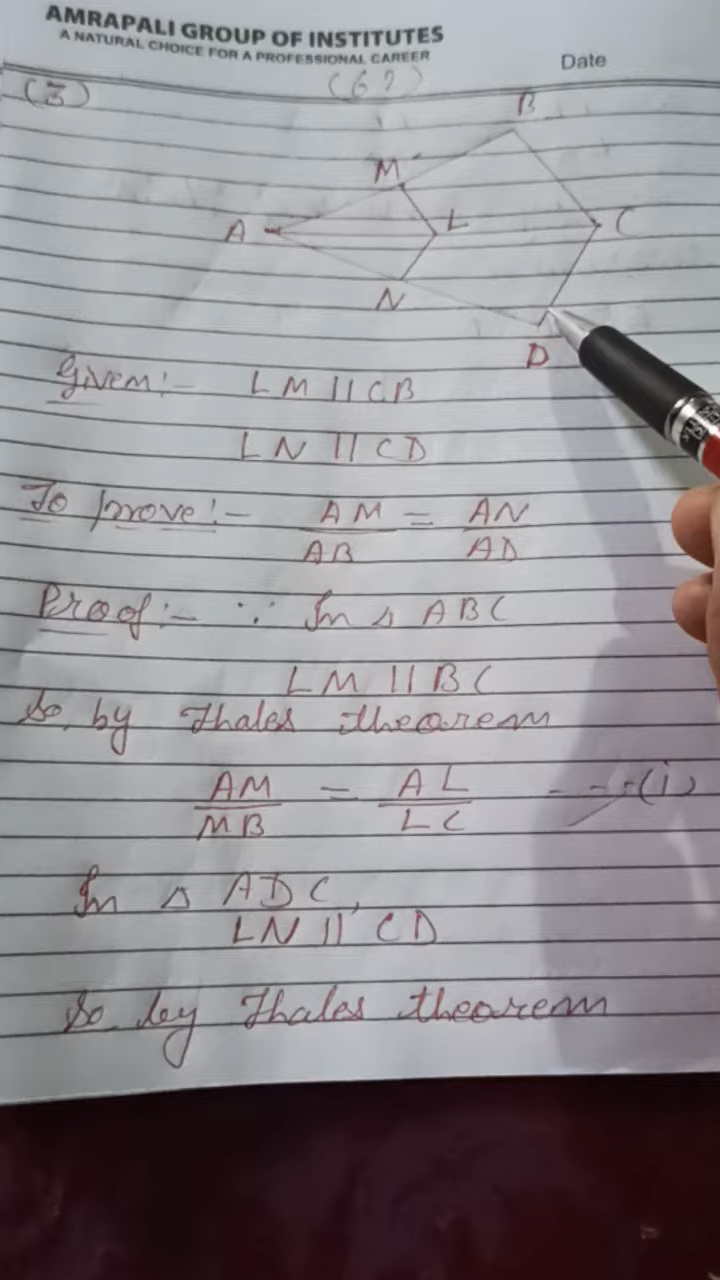 AMRAPALI GROUP OF INSTITUTES
A NATURAL CHOICE FOR A PROFESSIONAL CAREER
Date
(3)
B
M
A
L
C
N
D
Given:- LM || CB
LN || CD
To prove:- AM/AB = AN/AD
Proof:- ∵ In △ ABC
LM || BC
So, by Thales theorem
AM/MB = AL/LC ---(i)
In △ ADC,
LN || CD
So by Thales theorem